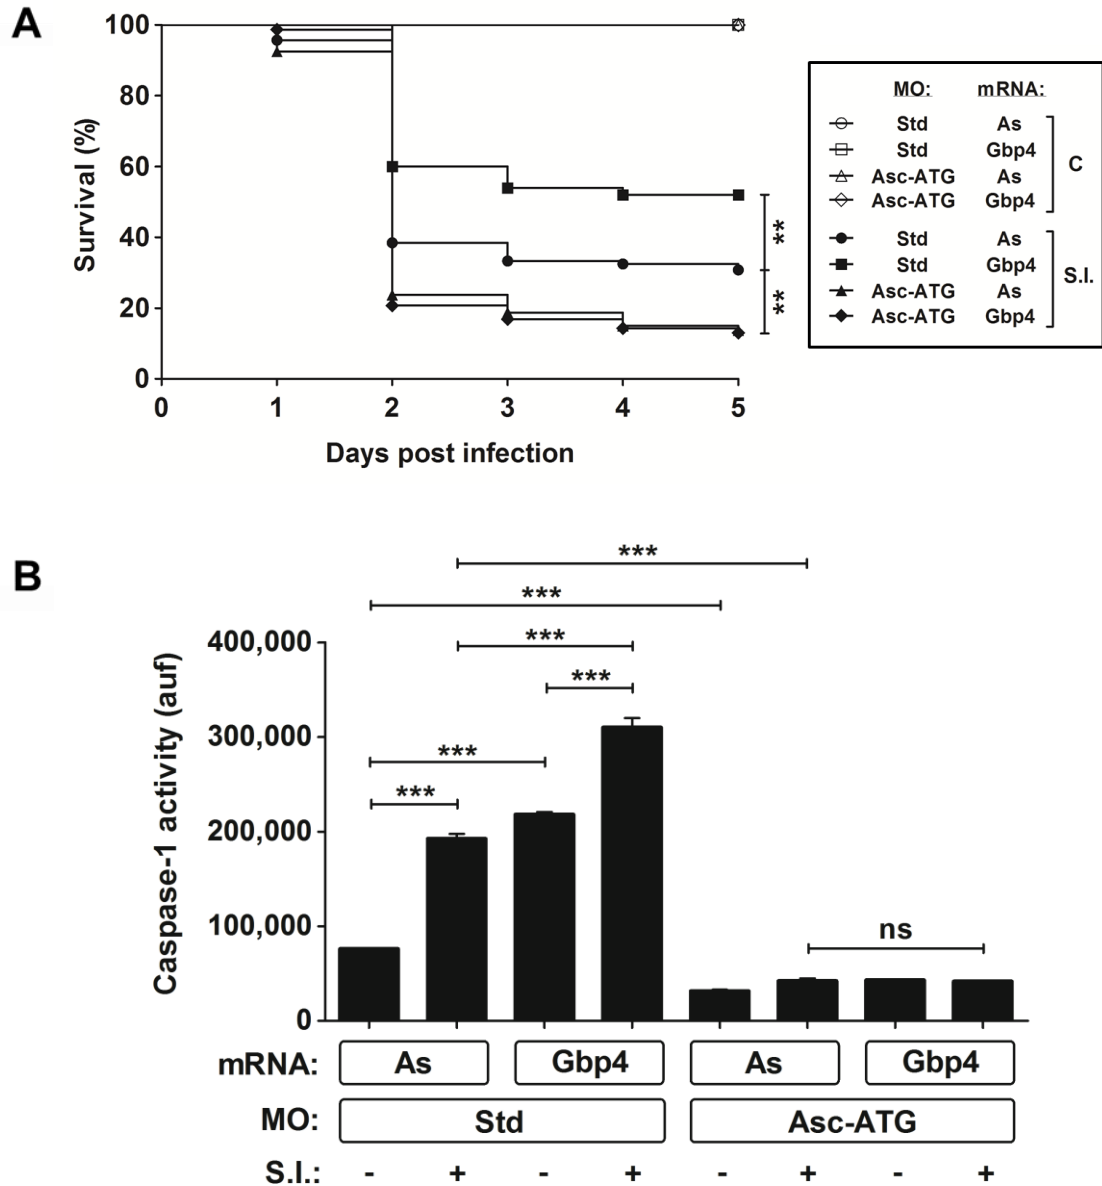 A
100
80
60
40
20
0
Survival (%)
0 1 2 3 4 5
Days post infection
**
**
MO: mRNA:
Std As
Std Gbp4
Asc-ATG As
Asc-ATG Gbp4
C
Std As
Std Gbp4
Asc-ATG As
Asc-ATG Gbp4
S.I.
B
***
***
***
***
***
***
ns
400,000
300,000
200,000
100,000
0
Caspase-1 activity (auf)
mRNA: As Gbp4 As Gbp4
MO: Std Asc-ATG
S.I.: - + - + - + - +